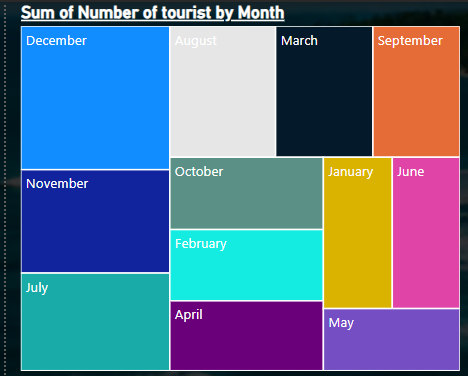 Sum of Number of tourist by Month
December
August
March
September
November
October
January
June
February
July
April
May